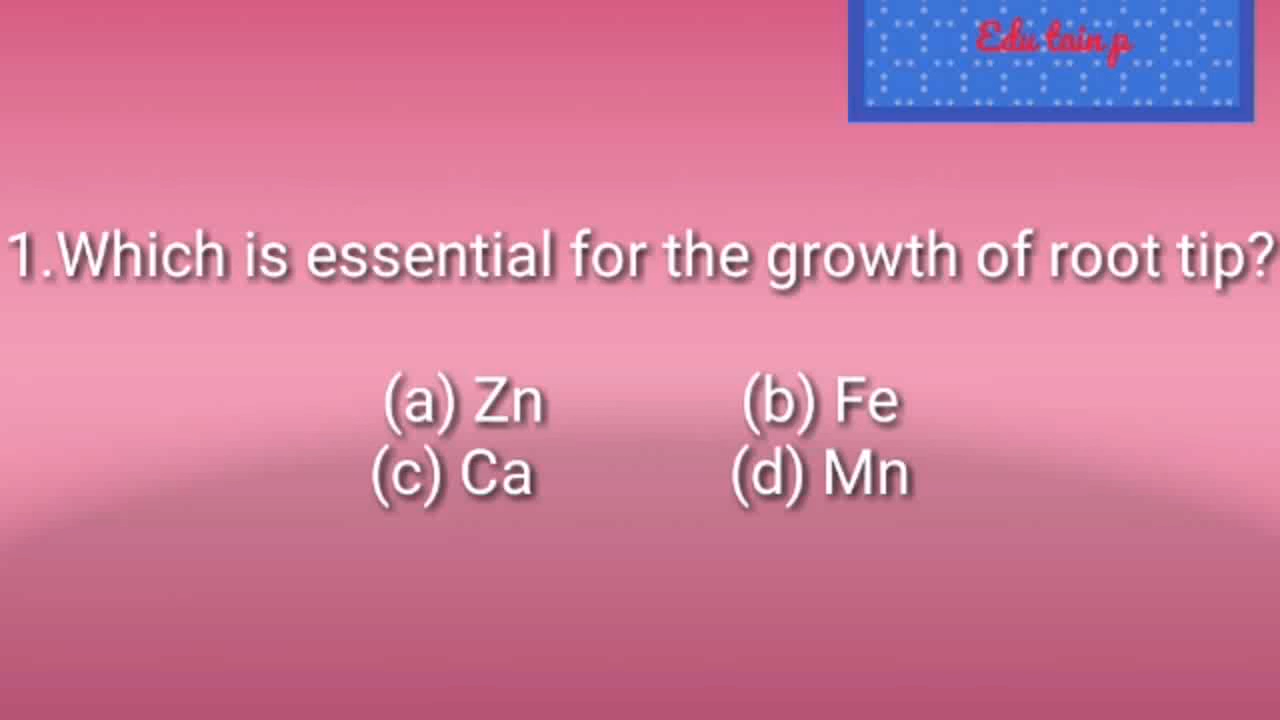 Edu tain p
1.Which is essential for the growth of root tip?
(a) Zn (b) Fe
(c) Ca (d) Mn